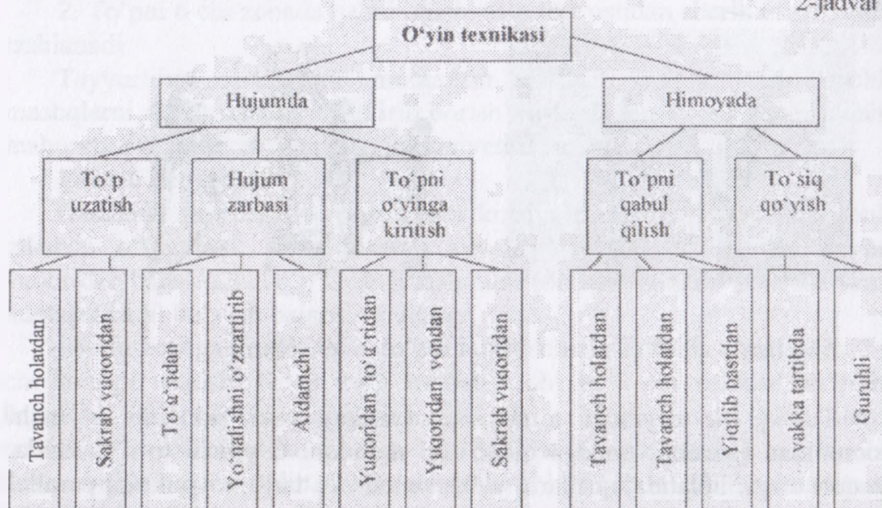 2-jadval
O‘yin texnikasi
Hujumda
Himoyada
To‘p
uzatish
Hujum
zarbasi
To‘pni
o‘yinga
kiritish
To‘pni
qabul
qilish
To‘siq
qo‘yish
Tavanch holatdan
Sakrab yuqoridan
To‘g‘ridan
Yo‘nalishni o‘zgartirib
Aldamchi
Yuqoridan to‘g‘ridan
Yuqoridan yondan
Sakrab yuqoridan
Tavanch holatdan
Tavanch holatdan
Yiqilib pastdan
yakka tartibda
Guruhli